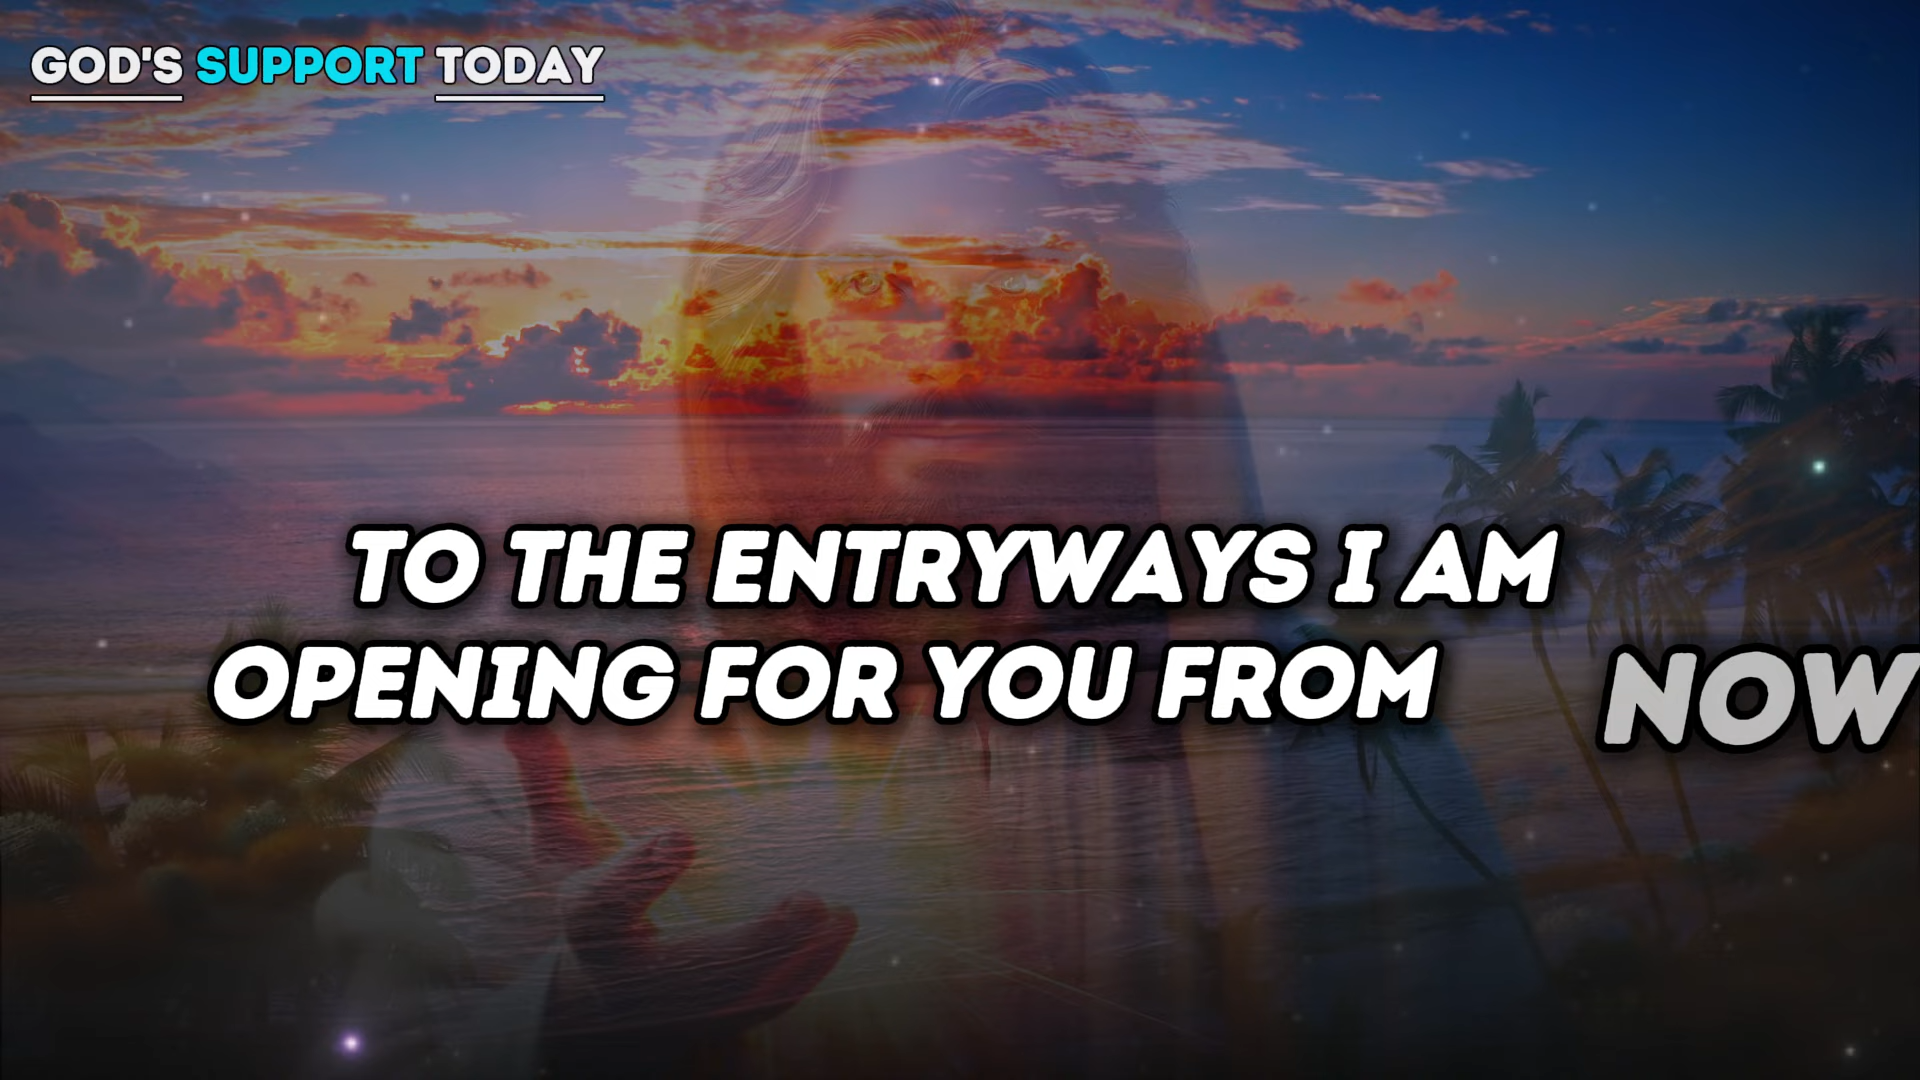 GOD'S SUPPORT TODAY
TO THE ENTRYWAYS I AM
OPENING FOR YOU FROM NOW